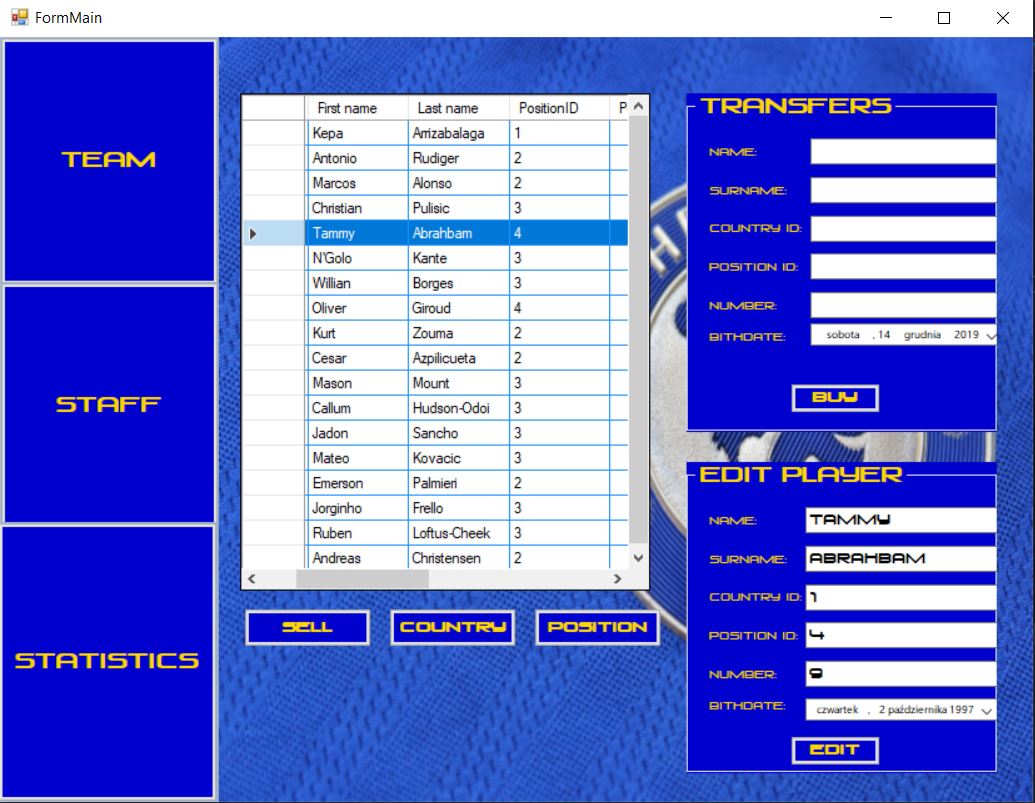 FormMain
TEAM
STAFF
STATISTICS
First name Last name PositionID P
Kepa Arrizabalaga 1
Antonio Rudiger 2
Marcos Alonso 2
Christian Pulisic 3
Tammy Abrahbam 4
N'Golo Kante 3
Willian Borges 3
Oliver Giroud 4
Kurt Zouma 2
Cesar Azpilicueta 2
Mason Mount 3
Callum Hudson-Odoi 3
Jadon Sancho 3
Mateo Kovacic 3
Emerson Palmieri 2
Jorginho Frello 3
Ruben Loftus-Cheek 3
Andreas Christensen 2
SELL COUNTRY POSITION
TRANSFERS
NAME:
SURNAME:
COUNTRY ID:
POSITION ID:
NUMBER:
BITHDATE: sobota , 14 grudnia 2019
BUY
EDIT PLAYER
NAME: TAMMY
SURNAME: ABRAHBAM
COUNTRY ID: 1
POSITION ID: 4
NUMBER: 9
BITHDATE: czwartek , 2 października 1997
EDIT